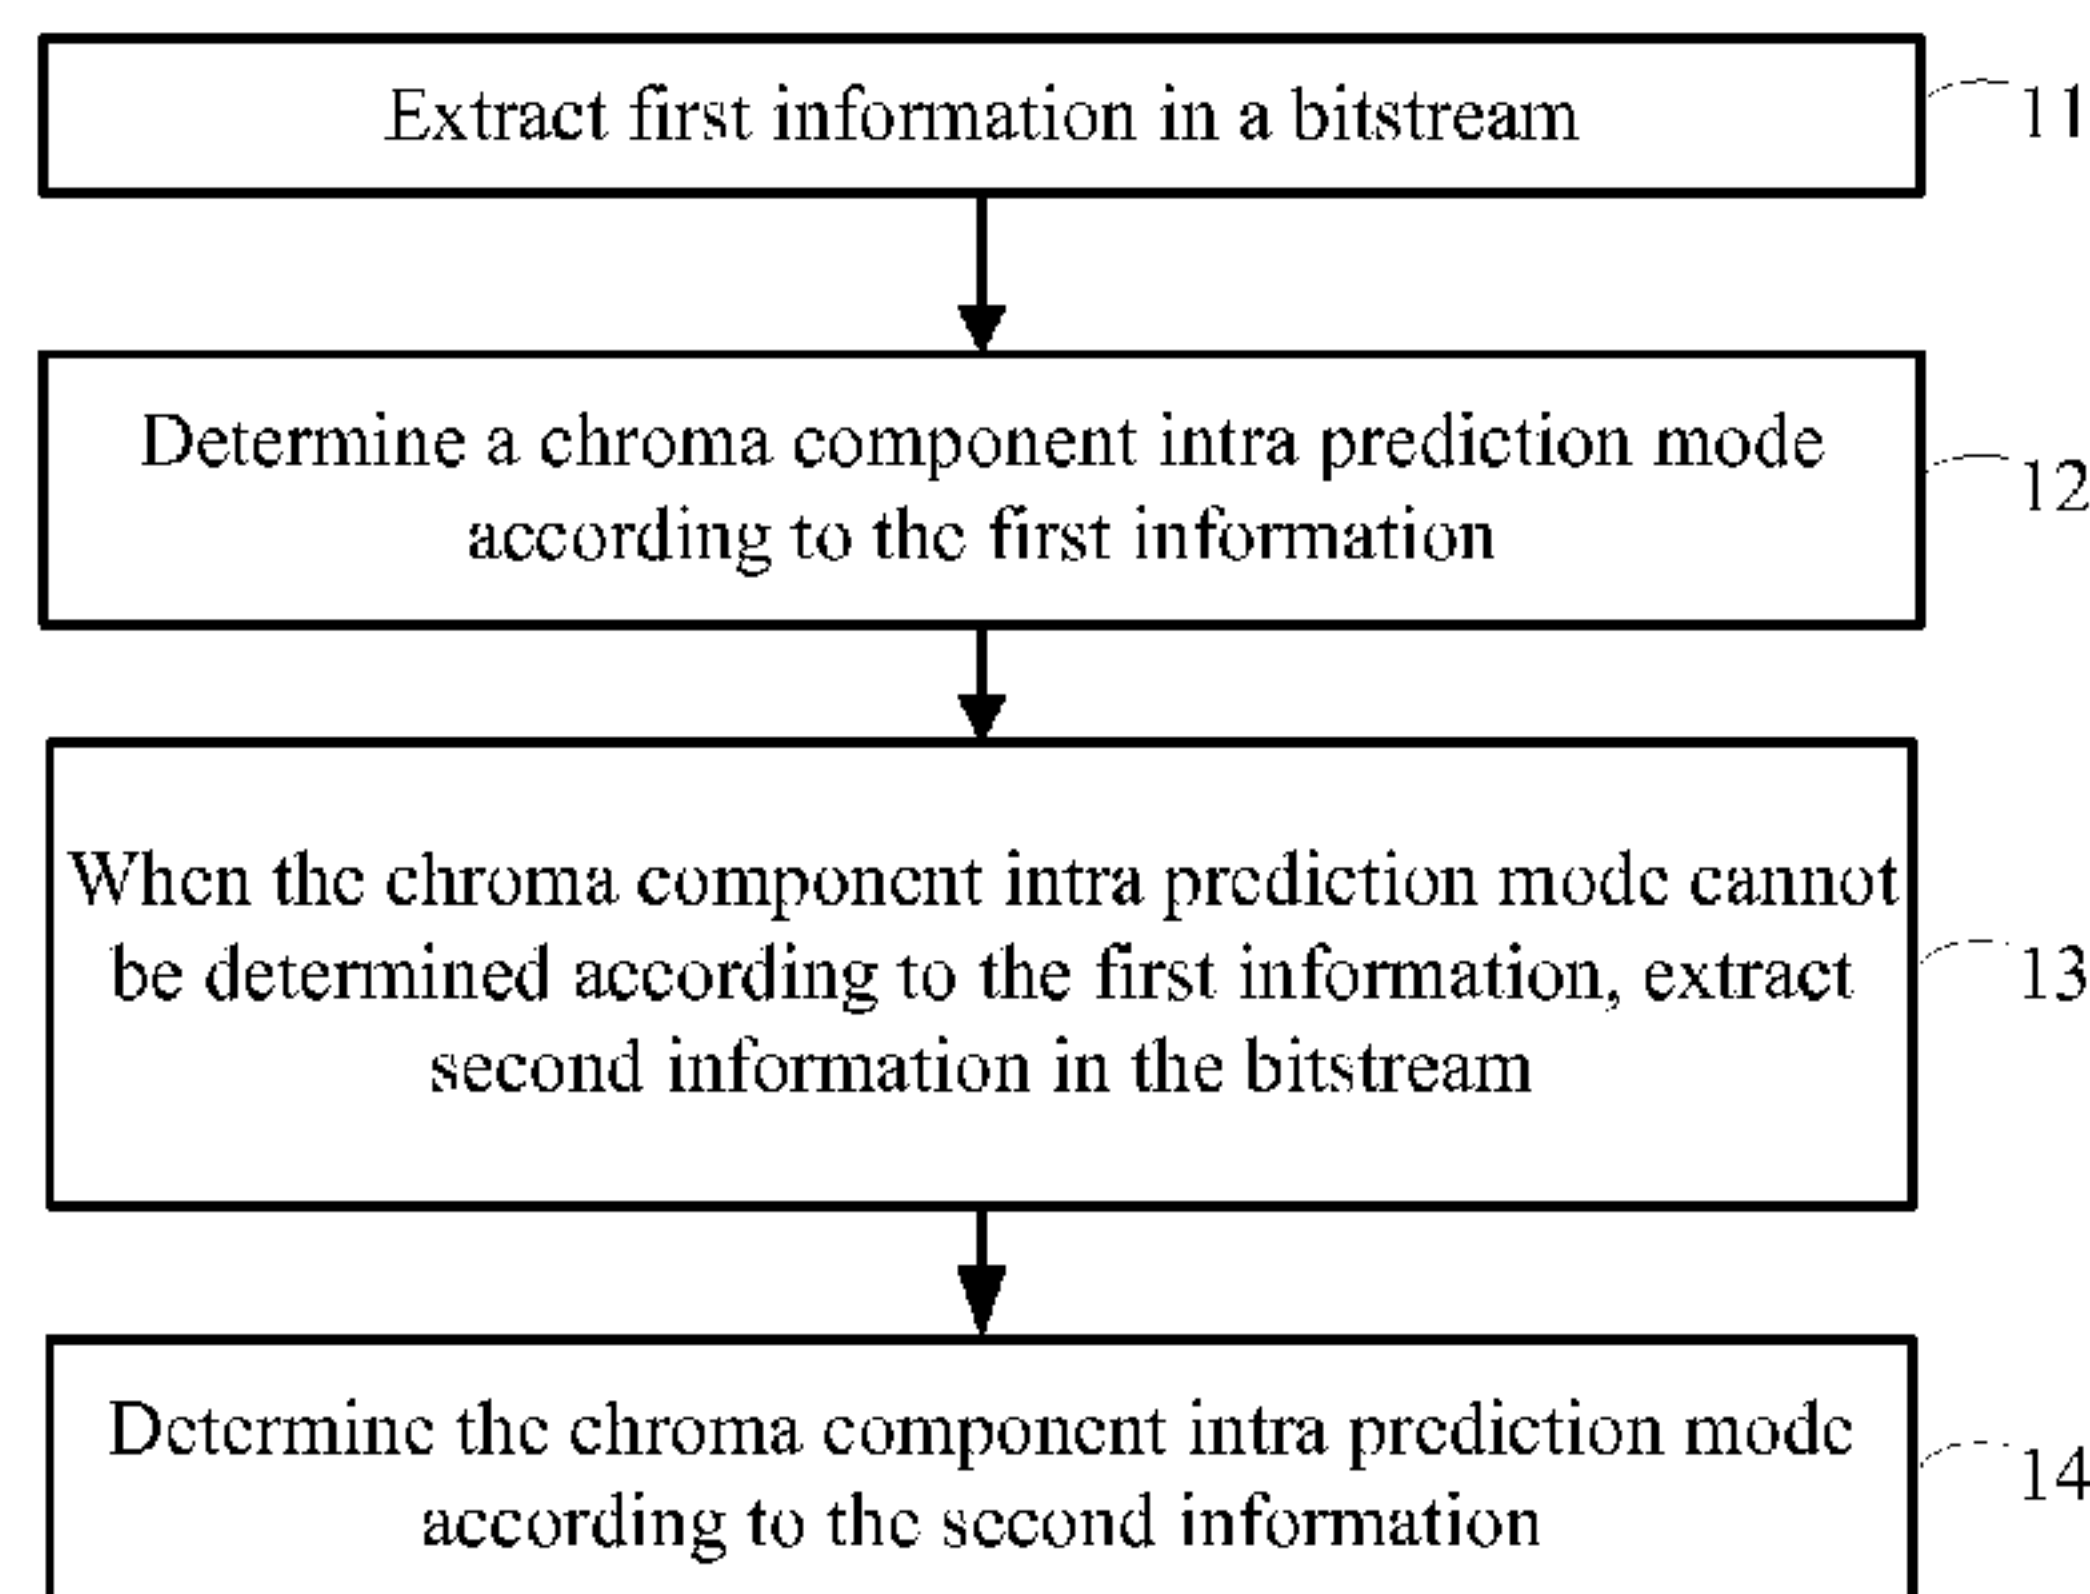 Extract first information in a bitstream
11
Determine a chroma component intra prediction mode
according to the first information
12
When the chroma component intra prediction mode cannot
be determined according to the first information, extract
second information in the bitstream
13
Determine the chroma component intra prediction mode
according to the second information
14